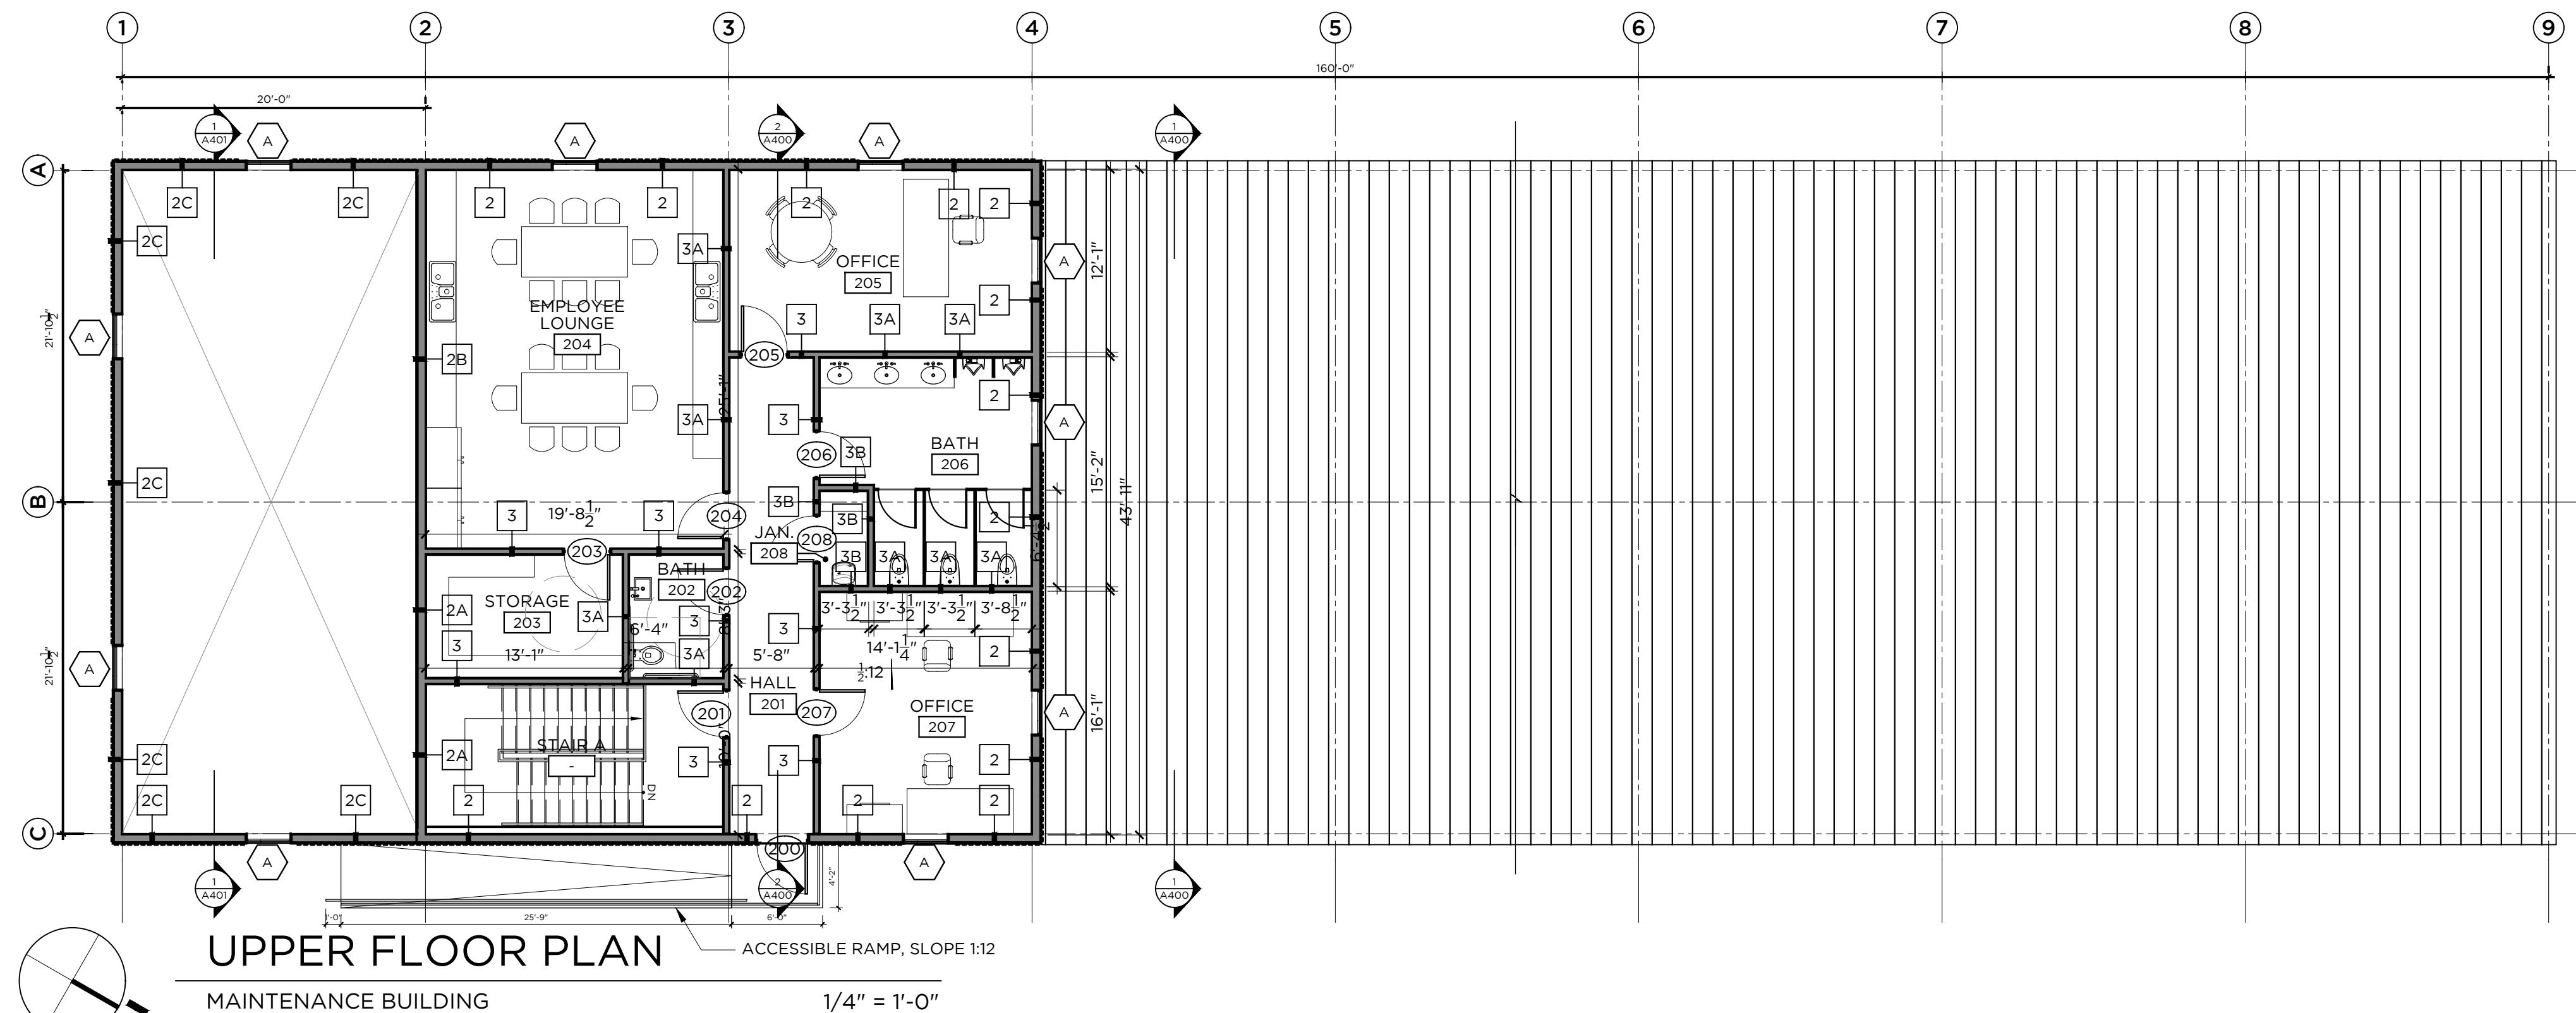 1 2 3 4 5 6 7 8 9
160'-0"
20'-0"
1 A401
A
A
2 A400
A
1 A400
A
2C 2C 2 2 2 2 2
2C
3A
12'-1"
A
OFFICE
205
EMPLOYEE
LOUNGE
204
2
3 3A 3A
21'-10 1/2"
A
205
2B
25'-1"
2
3A 3
A
206
3B
BATH
206
15'-2"
43'11"
2C
B
3B
3 19'-8 1/2" 3
204
3B
2
JAN.
208
208
203
3B 3A 3A 3A
BATH
202
202
STORAGE
203
2A 3A
6'-4"
3
3
3'-3 1/2" 3'-3 1/2" 3'-3 1/2" 3'-8 1/2"
3 3A
13'-1" 5'-8" 14'-1 1/4"
1/2:12
2
21'-10 1/2"
A
HALL
201
201
207
OFFICE
207
16'-1"
A
STAIR A
-
2A 3 3 2
2C
DN
2C 2C 2 2 2 2
C
200
A
A
4'-2"
1 A401
2 A400
1 A400
1'-0" 25'-9" 6'-0"
ACCESSIBLE RAMP, SLOPE 1:12
UPPER FLOOR PLAN
MAINTENANCE BUILDING 1/4" = 1'-0"